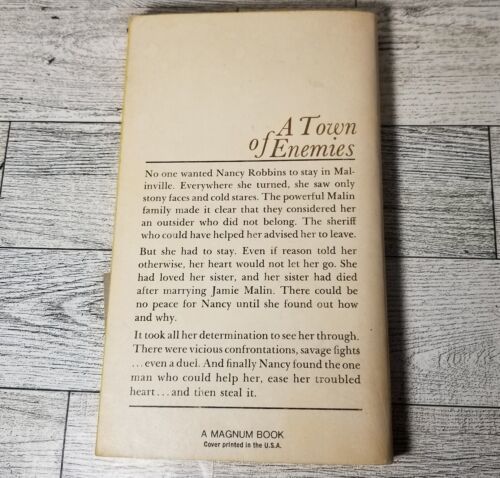 A Town
of Enemies
No one wanted Nancy Robbins to stay in Mal-
inville. Everywhere she turned, she saw only
stony faces and cold stares. The powerful Malin
family made it clear that they considered her
an outsider who did not belong. The sheriff
who could have helped her advised her to leave.
But she had to stay. Even if reason told her
otherwise, her heart would not let her go. She
had loved her sister, and her sister had died
after marrying Jamie Malin. There could be
no peace for Nancy until she found out how
and why.
It took all her determination to see her through.
There were vicious confrontations, savage fights
... even a duel. And finally Nancy found the one
man who could help her, ease her troubled
heart ... and then steal it.
A MAGNUM BOOK
Cover printed in the U.S.A.